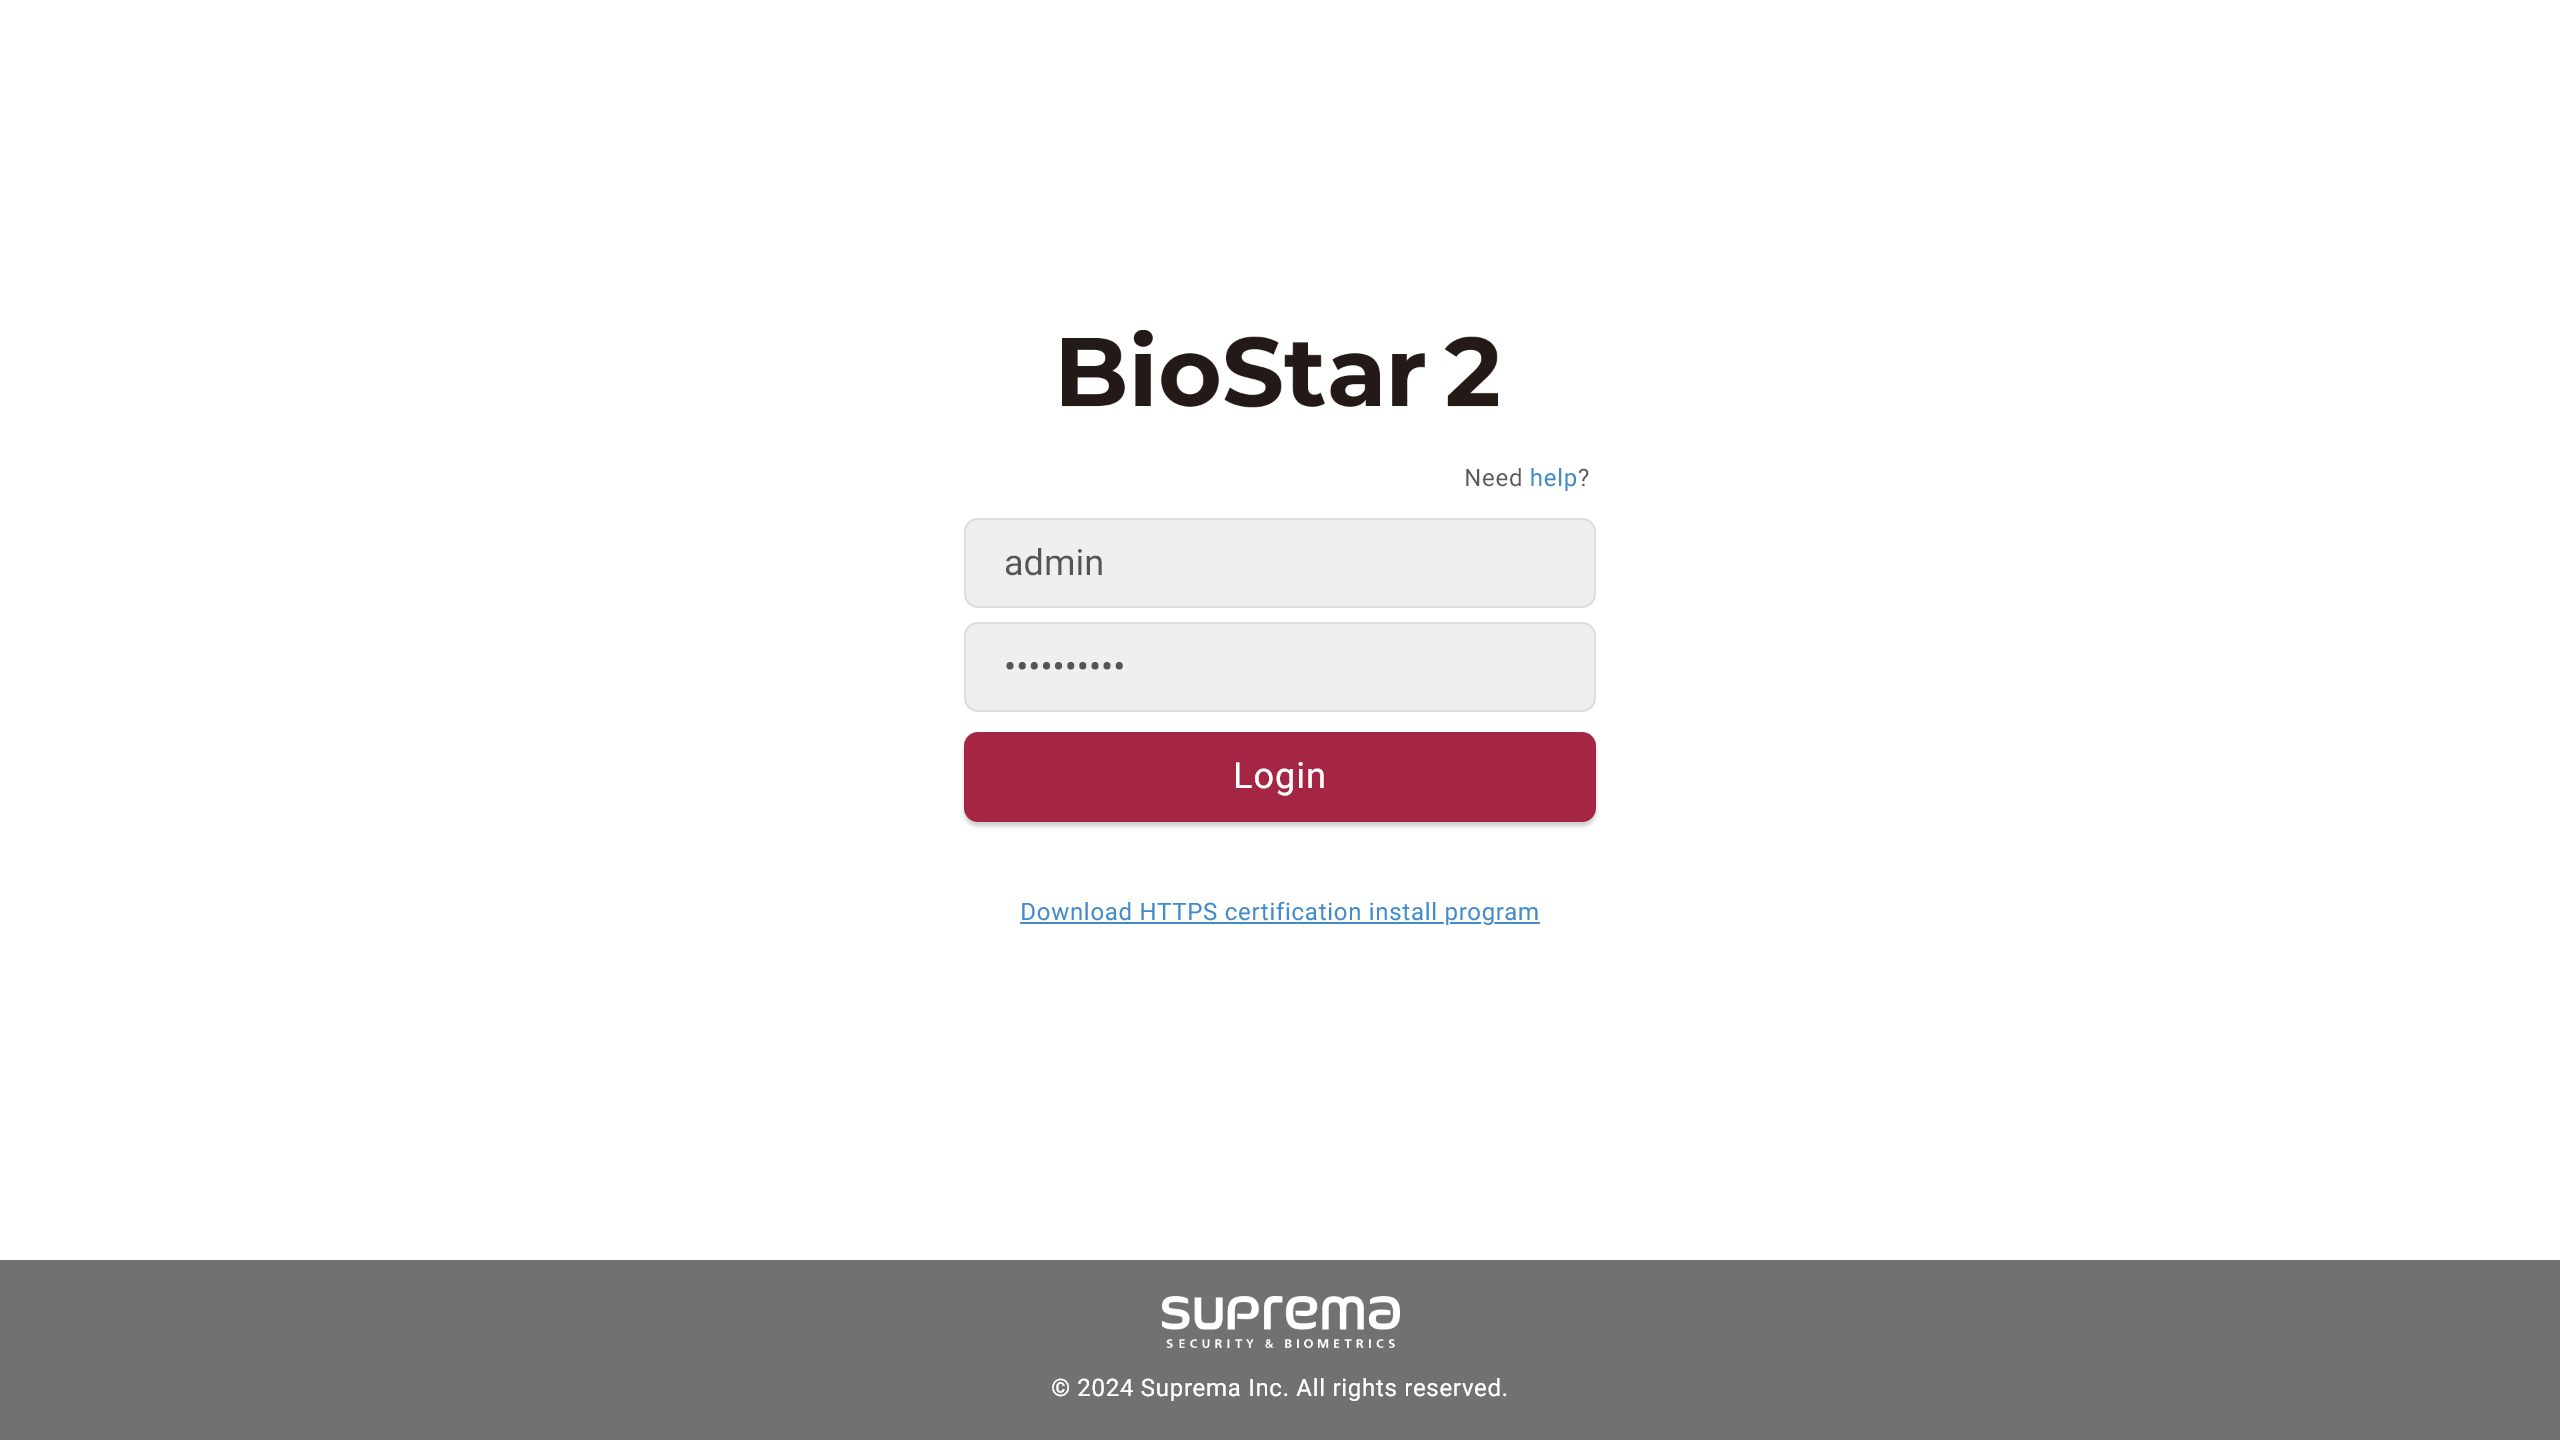 BioStar 2
Need help?
admin
••••••••••
Login
Download HTTPS certification install program
suprema
SECURITY & BIOMETRICS
© 2024 Suprema Inc. All rights reserved.